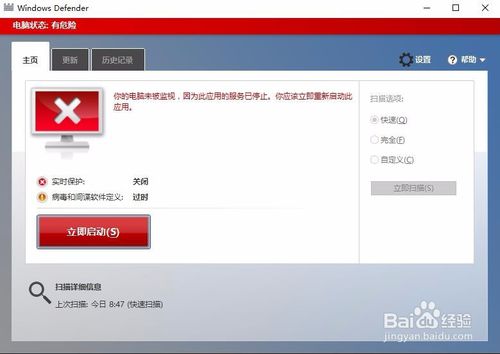 Windows Defender
电脑状态: 有危险
主页 更新 历史记录 设置 帮助
你的电脑未被监视，因为此应用的服务已停止。你应该立即重新启动此
应用。
扫描选项:
快速(Q)
完全(F)
自定义(C)
立即扫描(S)
实时保护: 关闭
病毒和间谍软件定义: 过时
立即启动(S)
扫描详细信息
上次扫描: 今日 8:47 (快速扫描)
Baidu 经验
jingyan.baidu.com